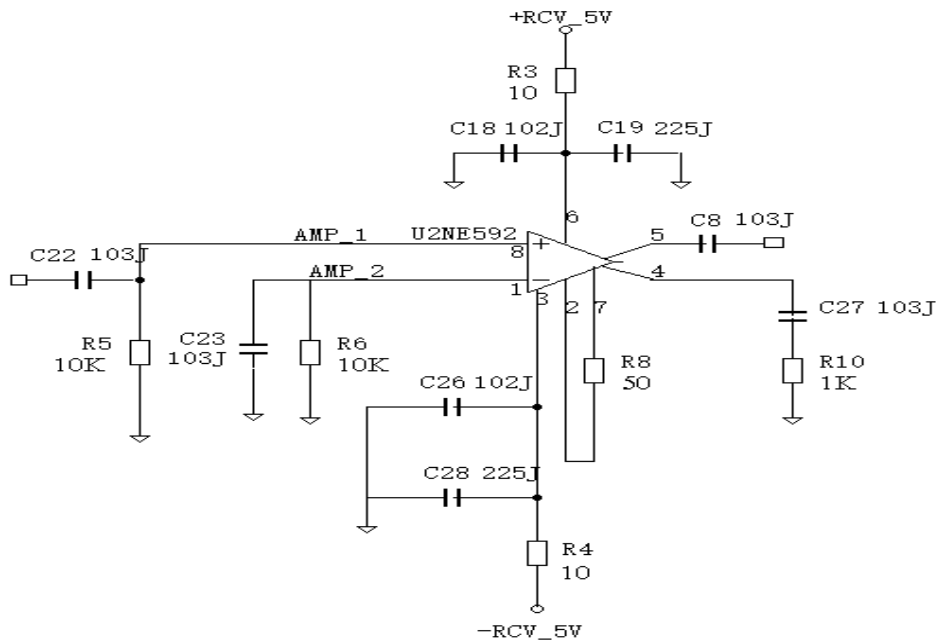 +RCV_5V
R3
10
C18 102J
C19 225J
6
AMP_1
U2NE592
8
5
C8 103J
C22 103J
AMP_2
1
3
2
7
4
C27 103J
R5
10K
C23
103J
R6
10K
R8
50
R10
1K
C26 102J
C28 225J
R4
10
-RCV_5V